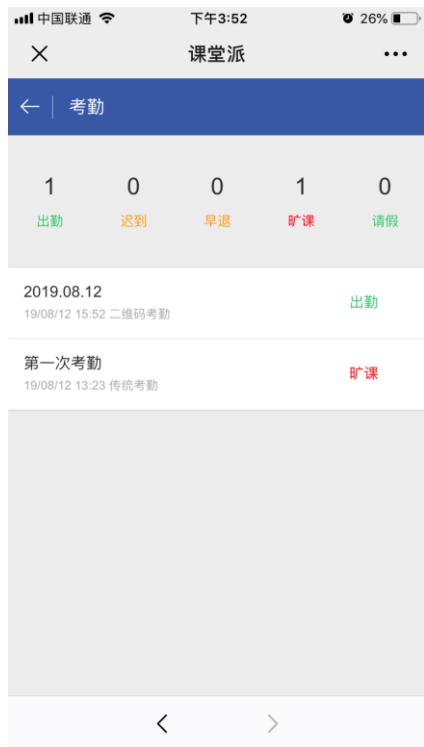 中国联通 下午3:52 26%
课堂派
考勤
1 0 0 1 0
出勤 迟到 早退 旷课 请假
2019.08.12 出勤
19/08/12 15:52 二维码考勤
第一次考勤 旷课
19/08/12 13:23 传统考勤